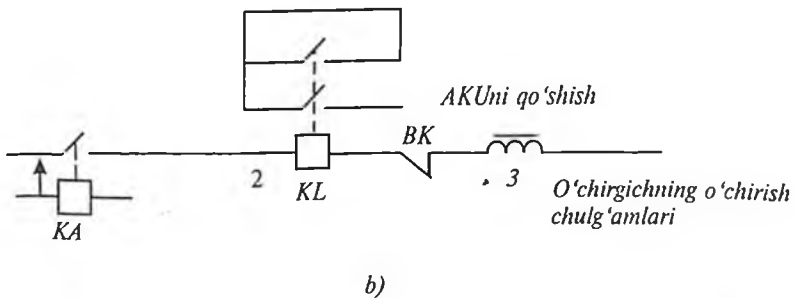 AKUni qo‘shish
BK
2
KL
3
KA
O‘chirgichning o‘chirish
chulg‘amlari
b)